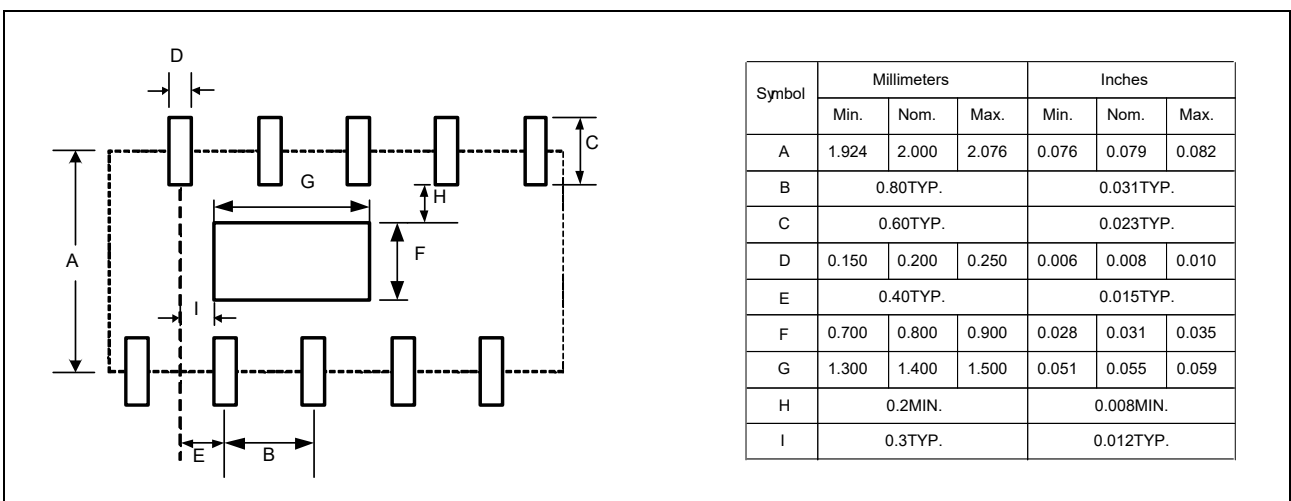 D
C
G
H
A
F
I
E
B
Symbol Millimeters Inches
Min. Nom. Max. Min. Nom. Max.
A 1.924 2.000 2.076 0.076 0.079 0.082
B 0.80TYP. 0.031TYP.
C 0.60TYP. 0.023TYP.
D 0.150 0.200 0.250 0.006 0.008 0.010
E 0.40TYP. 0.015TYP.
F 0.700 0.800 0.900 0.028 0.031 0.035
G 1.300 1.400 1.500 0.051 0.055 0.059
H 0.2MIN. 0.008MIN.
I 0.3TYP. 0.012TYP.